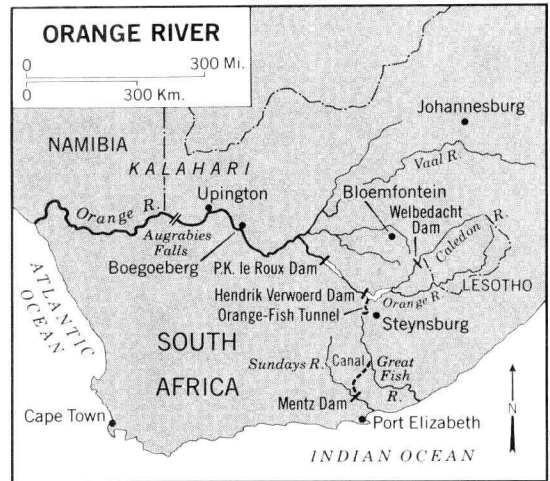 ORANGE RIVER
0 300 Mi.
0 300 Km.
Johannesburg
NAMIBIA
KALAHARI
Vaal R.
Upington
Bloemfontein
Orange R.
Welbedacht
Dam
Caledon R.
Augrabies
Falls
Boegoeberg
P.K. le Roux Dam
LESOTHO
Hendrik Verwoerd Dam
Orange R.
Orange-Fish Tunnel
Steynsburg
ATLANTIC
OCEAN
SOUTH
AFRICA
Sundays R.
Canal
Great
Fish
R.
Mentz Dam
N
Cape Town
Port Elizabeth
INDIAN OCEAN